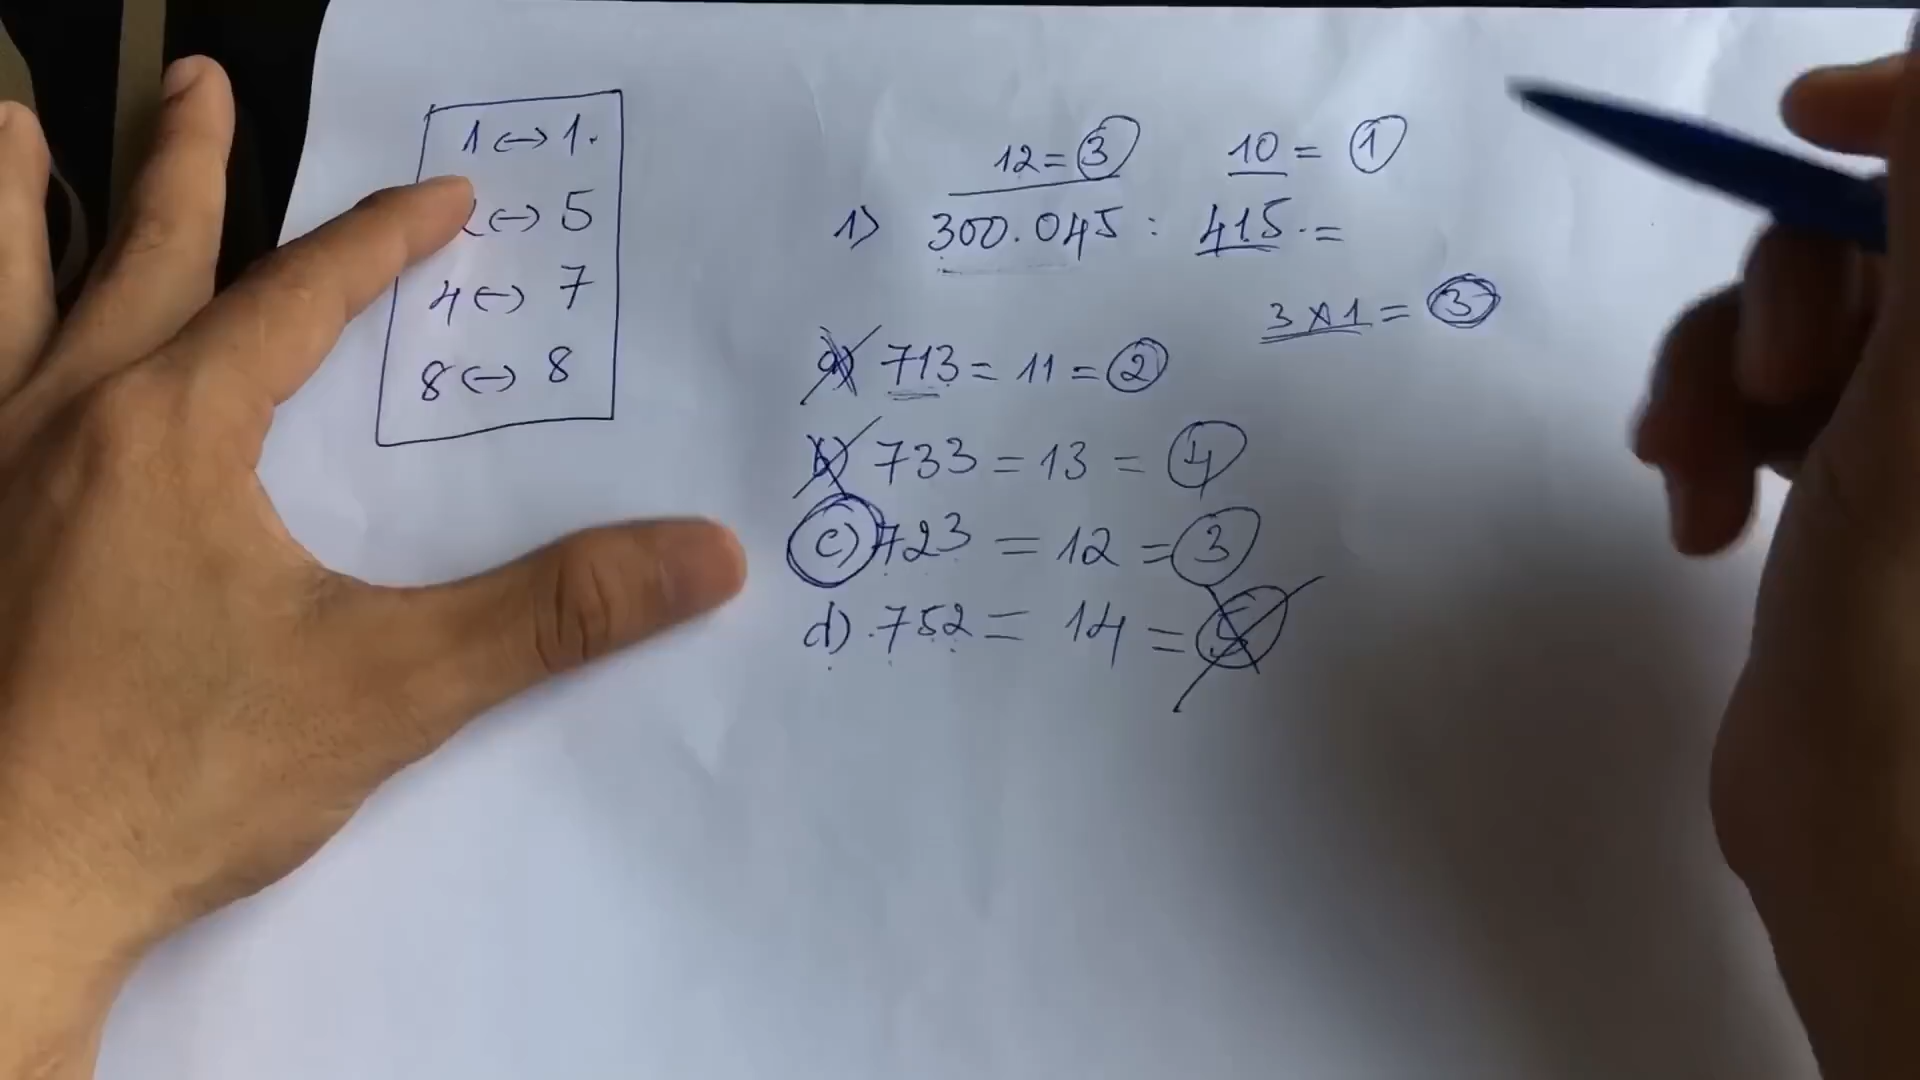 1 ↔ 1.
2 ↔ 5
4 ↔ 7
8 ↔ 8
12 = 3 10 = 1
1) 300.045 : 415. =
3 x 1 = 3
a) 713 = 11 = 2
b) 733 = 13 = 4
c) 723 = 12 = 3
d) .752 = 14 = 5